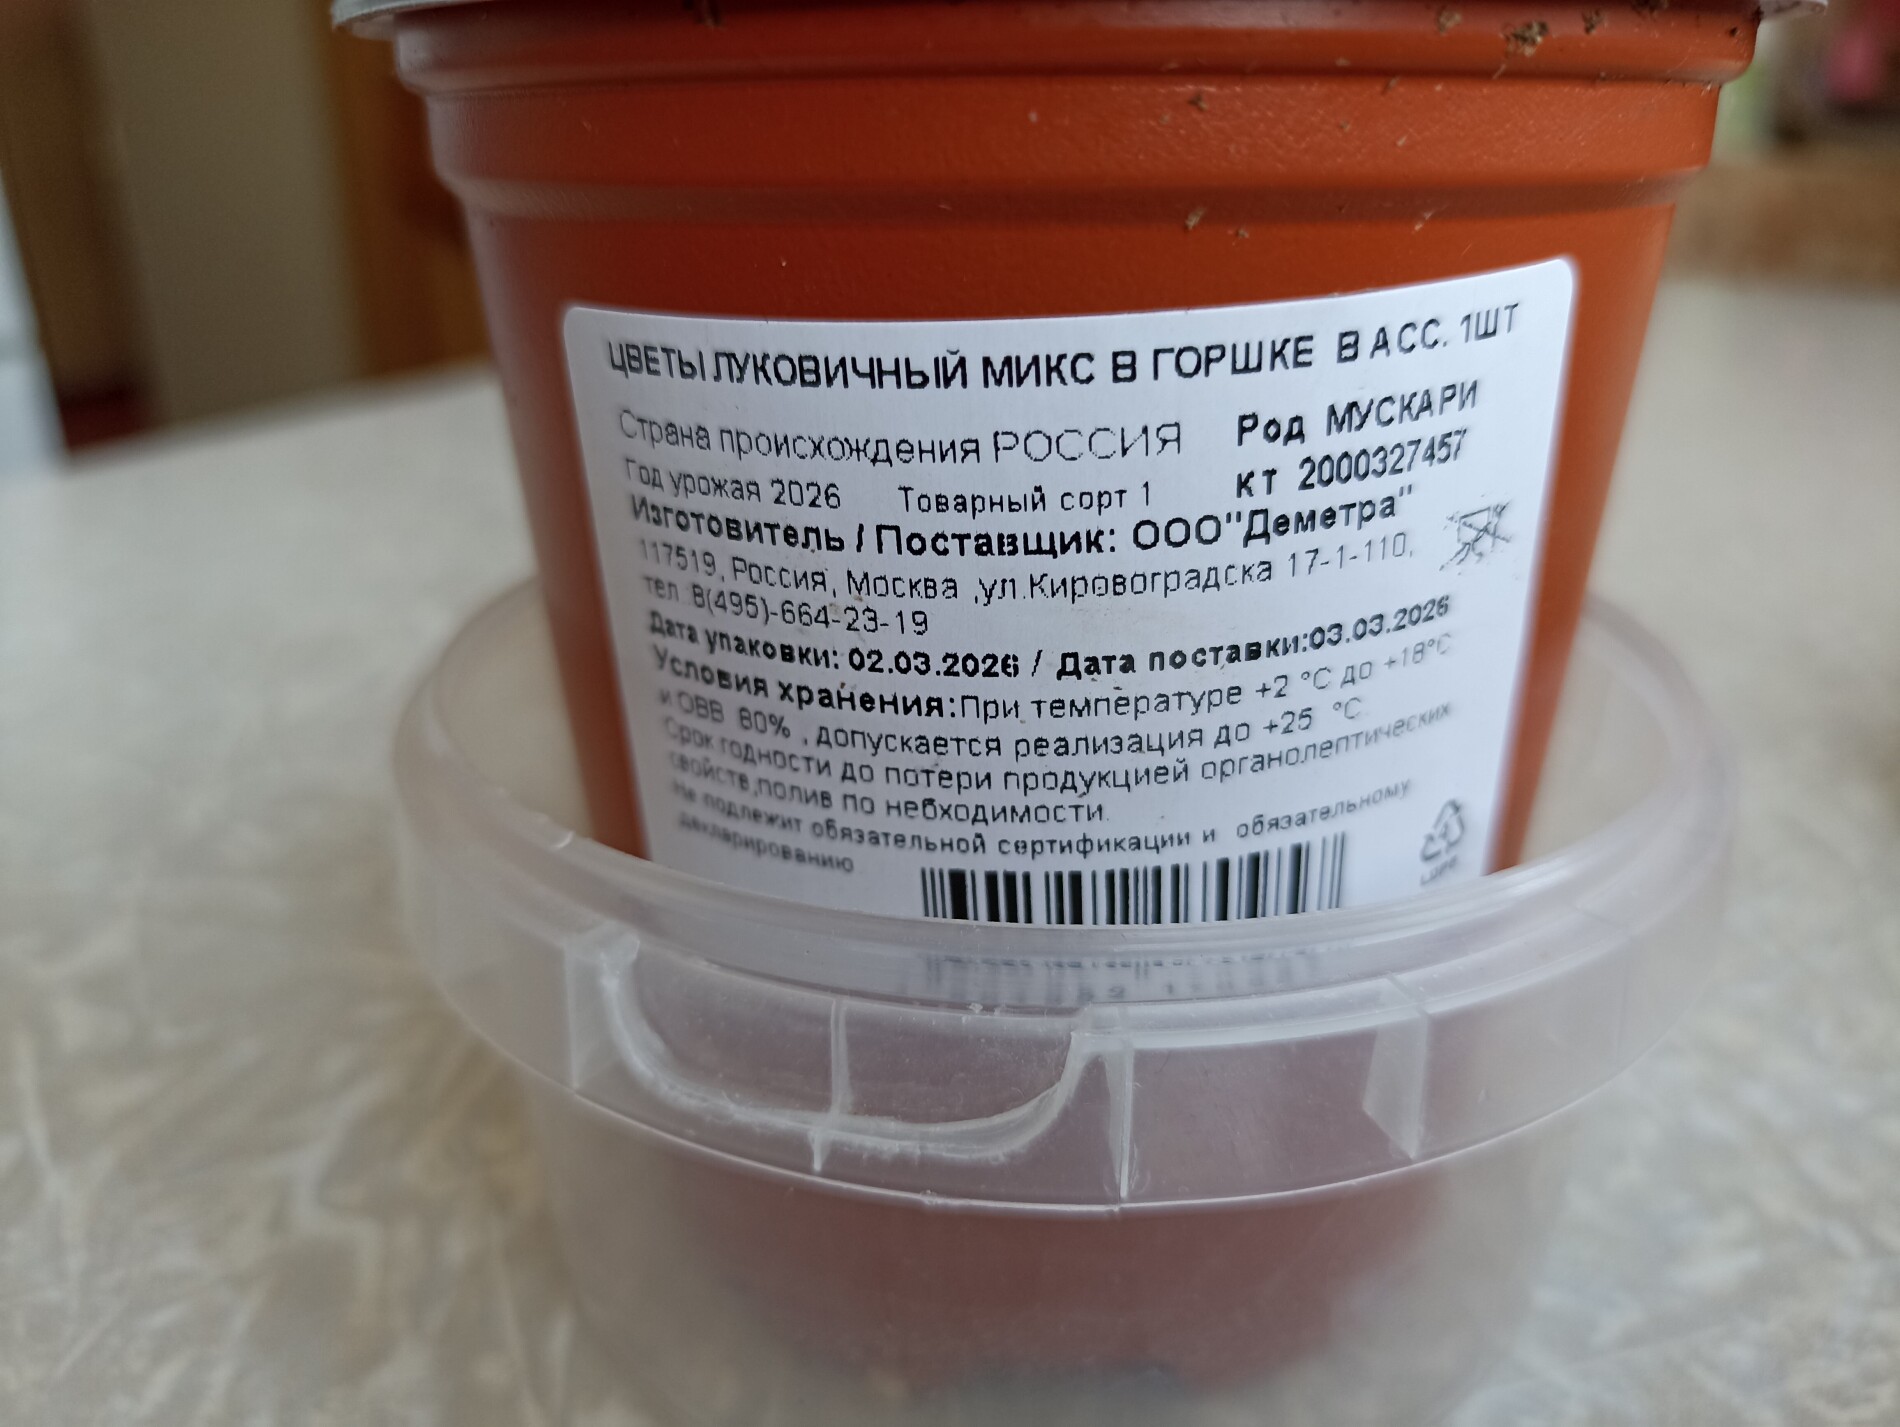 ЦВЕТЫ ЛУКОВИЧНЫЙ МИКС В ГОРШКЕ В АСС. 1ШТ
Страна происхождения РОССИЯ Род МУСКАРИ
Год урожая 2026 Товарный сорт 1 КТ 2000327457
Изготовитель / Поставщик: ООО"Деметра"
117519, Россия, Москва ,ул.Кировоградска 17-1-110,
тел. 8(495)-664-23-19
Дата упаковки: 02.03.2026 / Дата поставки:03.03.2026
Условия хранения:При температуре +2 °С до +18°С
и ОВВ 80% , допускается реализация до +25 °С
Срок годности до потери продукцией органолептических
свойств,полив по небходимости.
Не подлежит обязательной сертификации и обязательному
декларированию